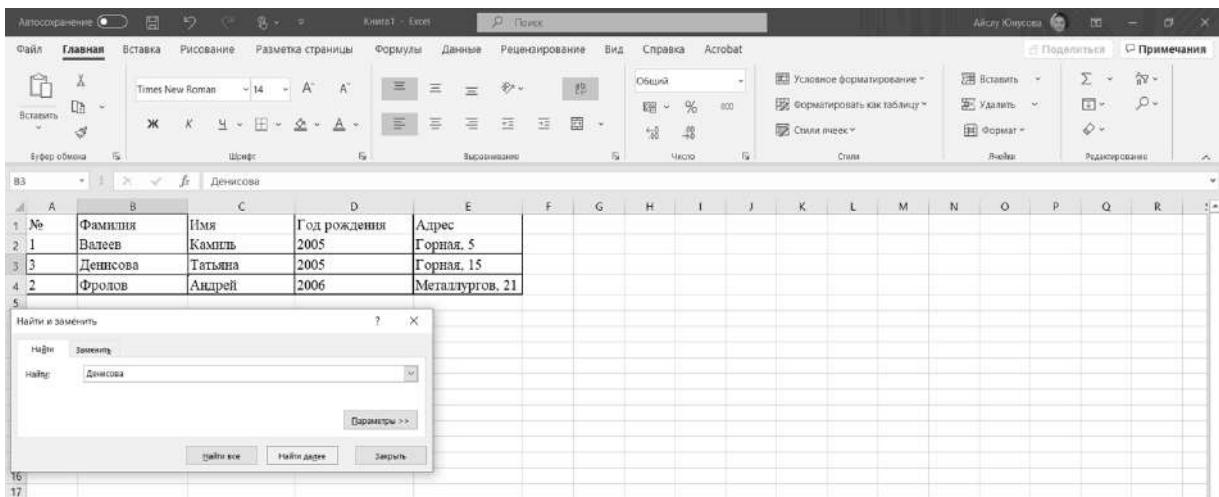 Автосохранение
Книга1 - Excel
Поиск
Айслу Юнусова
Файл Главная Вставка Рисование Разметка страницы Формулы Данные Рецензирование Вид Справка Acrobat
Поделиться Примечания
Вставить
Times New Roman 14
Ж К Ч
Общий
% 000
Условное форматирование
Форматировать как таблицу
Стили ячеек
Вставить
Удалить
Формат
Буфер обмена Шрифт Выравнивание Число Стили Ячейки Редактирование
B3 fx Денисова
A B C D E F G H I J K L M N O P Q R
1 № Фамилия Имя Год рождения Адрес
2 1 Валеев Камиль 2005 Горная, 5
3 3 Денисова Татьяна 2005 Горная, 15
4 2 Фролов Андрей 2006 Металлургов, 21
5
Найти и заменить ? ×
Найти Заменить
Найти: Денисова
Параметры >>
Найти все Найти далее Закрыть
16
17